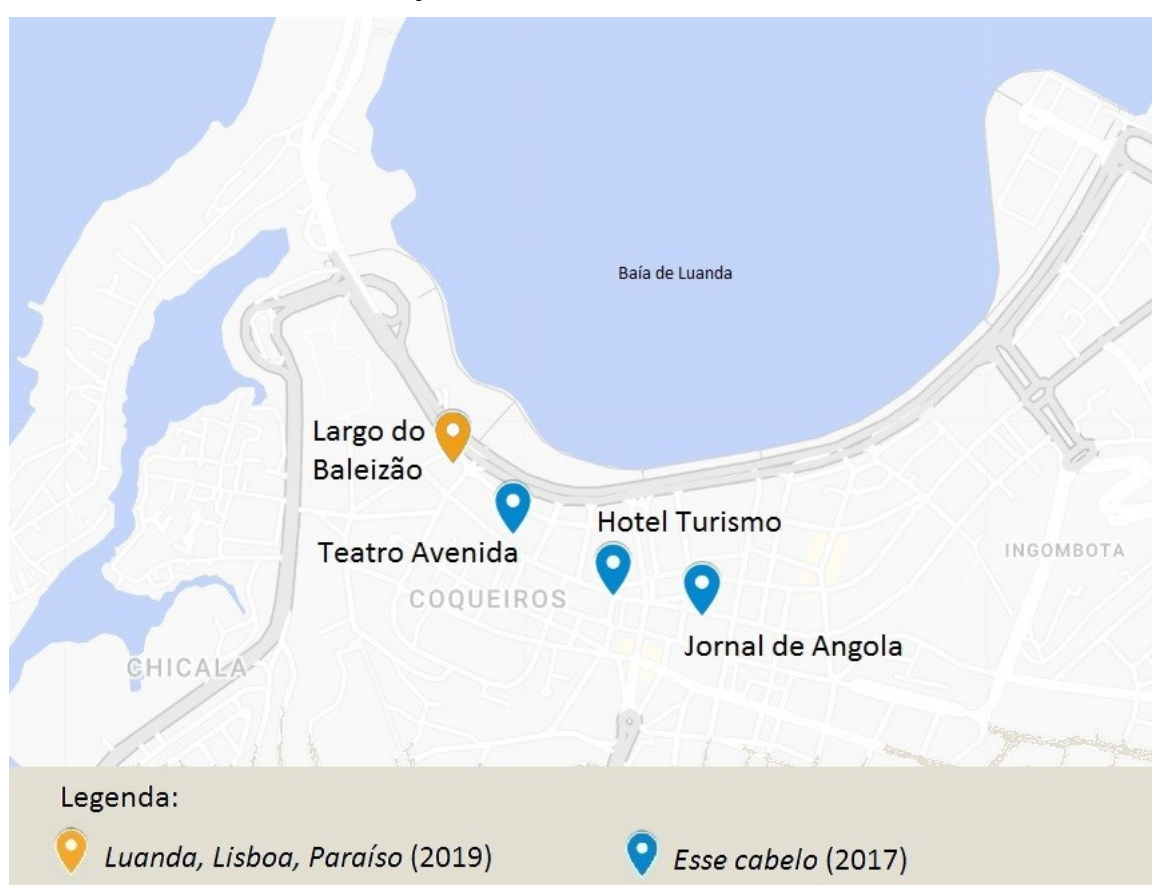 Baía de Luanda
Largo do
Baleizão
Teatro Avenida
Hotel Turismo
INGOMBOTA
COQUEIROS
Jornal de Angola
CHICALA
Legenda:
Luanda, Lisboa, Paraíso (2019)
Esse cabelo (2017)